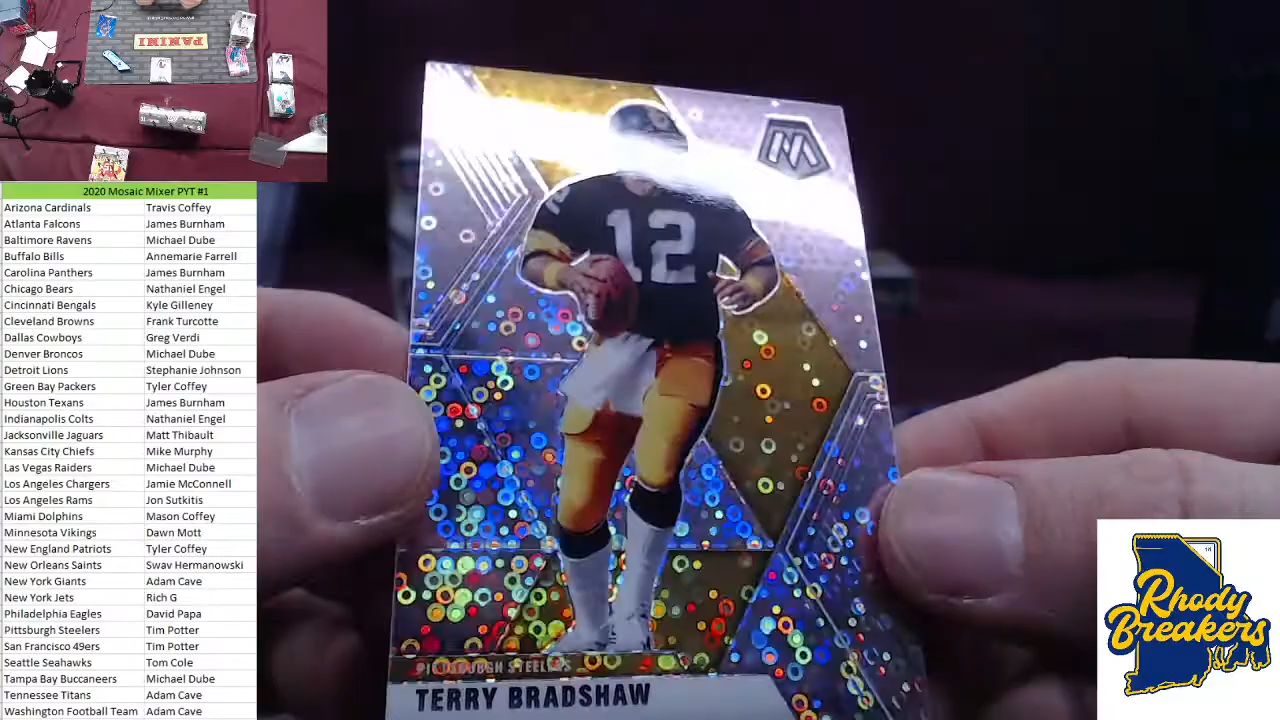 PANINI
2020 Mosaic Mixer PYT #1
Arizona Cardinals Travis Coffey
Atlanta Falcons James Burnham
Baltimore Ravens Michael Dube
Buffalo Bills Annemarie Farrell
Carolina Panthers James Burnham
Chicago Bears Nathaniel Engel
Cincinnati Bengals Kyle Gilleney
Cleveland Browns Frank Turcotte
Dallas Cowboys Greg Verdi
Denver Broncos Michael Dube
Detroit Lions Stephanie Johnson
Green Bay Packers Tyler Coffey
Houston Texans James Burnham
Indianapolis Colts Nathaniel Engel
Jacksonville Jaguars Matt Thibault
Kansas City Chiefs Mike Murphy
Las Vegas Raiders Michael Dube
Los Angeles Chargers Jamie McConnell
Los Angeles Rams Jon Sutkitis
Miami Dolphins Mason Coffey
Minnesota Vikings Dawn Mott
New England Patriots Tyler Coffey
New Orleans Saints Swav Hermanowski
New York Giants Adam Cave
New York Jets Rich G
Philadelphia Eagles David Papa
Pittsburgh Steelers Tim Potter
San Francisco 49ers Tim Potter
Seattle Seahawks Tom Cole
Tampa Bay Buccaneers Michael Dube
Tennessee Titans Adam Cave
Washington Football Team Adam Cave
M
12
PITTSBURGH STEELERS
TERRY BRADSHAW
Rhody
Breakers